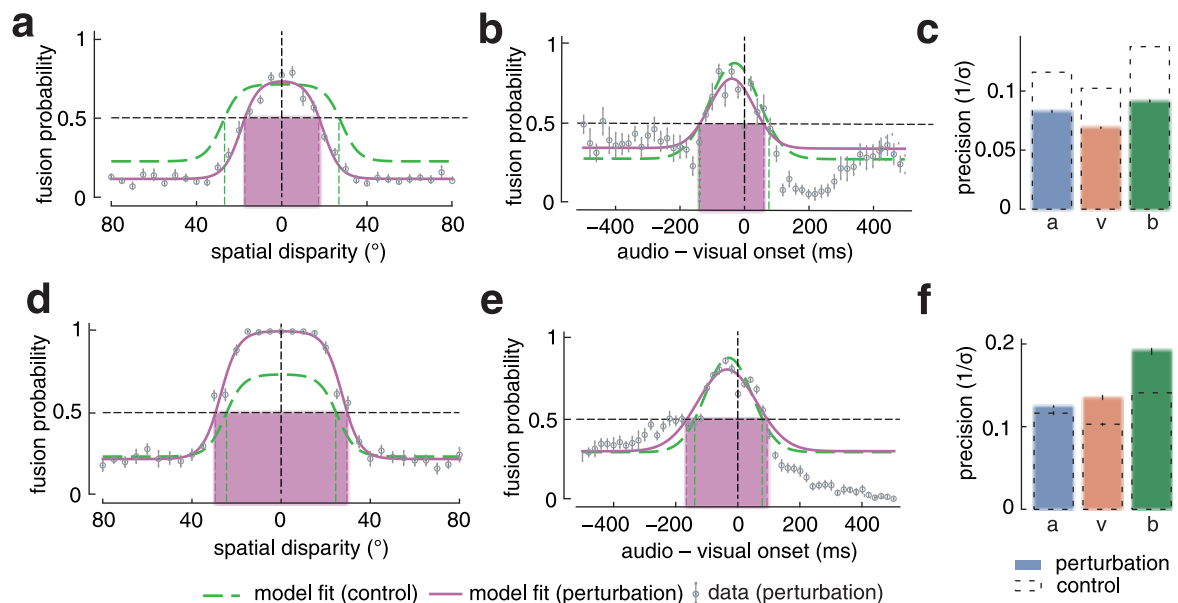 a
fusion probability
1
0.5
0
80 40 0 40 80
spatial disparity (°)
b
fusion probability
1
0.5
0
−400 −200 0 200 400
audio – visual onset (ms)
c
precision (1/σ)
0.1
0.05
0
a v b
d
fusion probability
1
0.5
0
80 40 0 40 80
spatial disparity (°)
e
fusion probability
1
0.5
0
−400 −200 0 200 400
audio – visual onset (ms)
f
precision (1/σ)
0.2
0.1
0
a v b
model fit (control) model fit (perturbation) data (perturbation)
perturbation
control